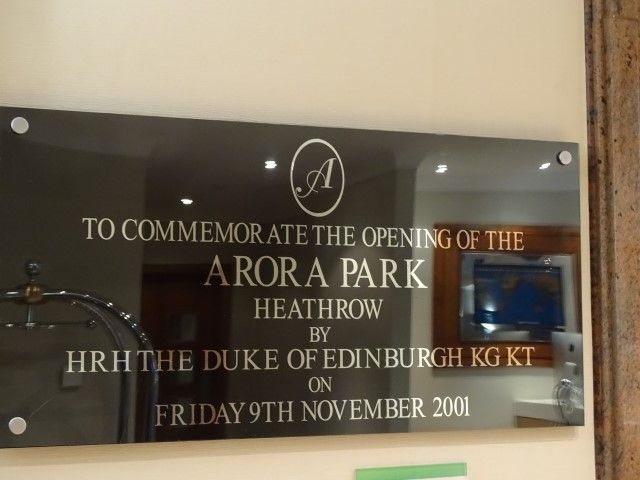 A
TO COMMEMORATE THE OPENING OF THE
ARORA PARK
HEATHROW
BY
HRH THE DUKE OF EDINBURGH KG KT
ON
FRIDAY 9TH NOVEMBER 2001